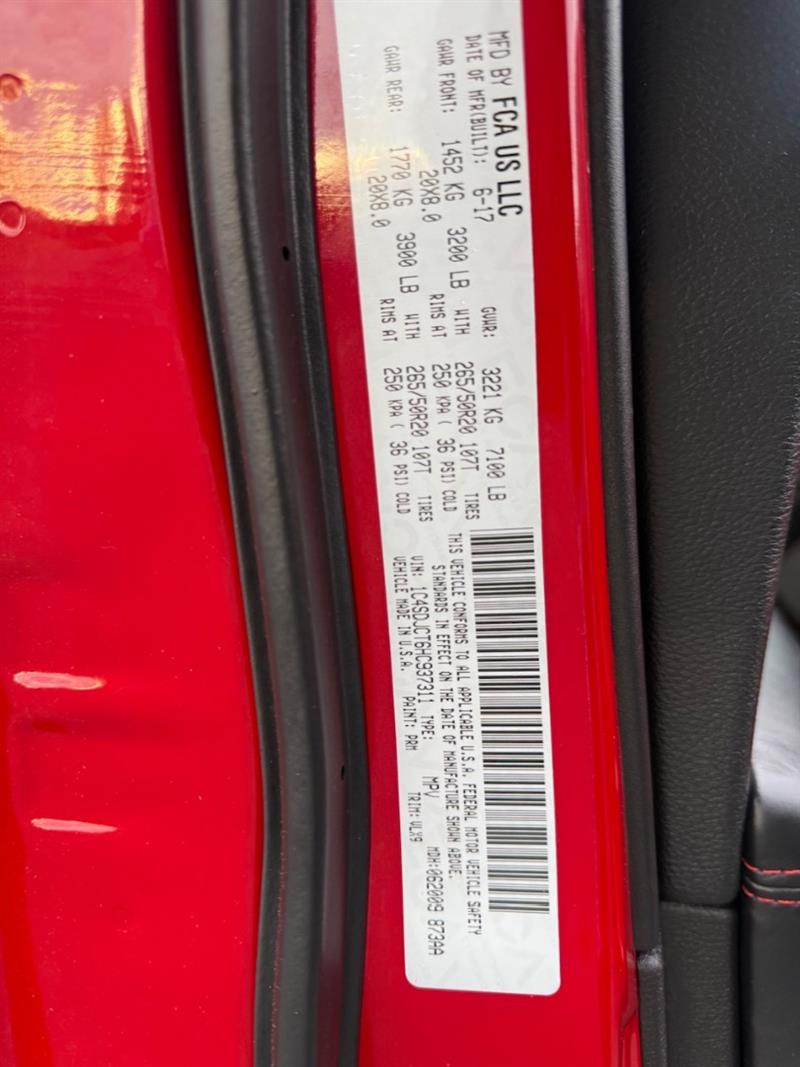 MFD BY FCA US LLC
DATE OF MFR(BUILT): 6-17 GVWR: 3221 KG 7100 LB
GAWR FRONT: 1452 KG 3200 LB WITH 265/50R20 107T TIRES
20X8.0 RIMS AT 250 KPA ( 36 PSI) COLD
GAWR REAR: 1770 KG 3900 LB WITH 265/50R20 107T TIRES
20X8.0 RIMS AT 250 KPA ( 36 PSI) COLD
THIS VEHICLE CONFORMS TO ALL APPLICABLE U.S.A. FEDERAL MOTOR VEHICLE SAFETY
STANDARDS IN EFFECT ON THE DATE OF MANUFACTURE SHOWN ABOVE.
VIN: 1C4SDJCT6HC937311 TYPE: MPV MDH:062009 873AA
VEHICLE MADE IN U.S.A. PAINT: PRM TRIM: VLX9